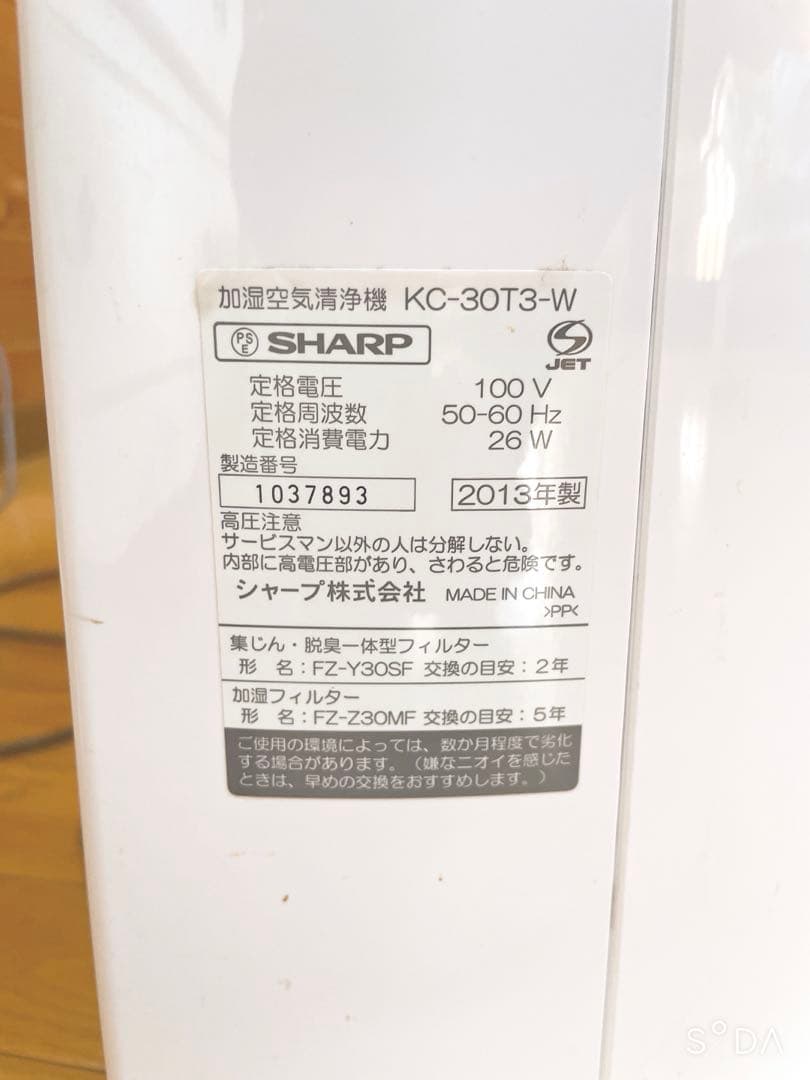 加湿空気清浄機 KC-30T3-W
PSE SHARP JET
定格電圧 100 V
定格周波数 50-60 Hz
定格消費電力 26 W
製造番号
1037893 2013年製
高圧注意
サービスマン以外の人は分解しない。
内部に高電圧部があり、さわると危険です。
シャープ株式会社 MADE IN CHINA
>PP<
集じん・脱臭一体型フィルター
形 名：FZ-Y30SF 交換の目安：2年
加湿フィルター
形 名：FZ-Z30MF 交換の目安：5年
ご使用の環境によっては、数か月程度で劣化
する場合があります。（嫌なニオイを感じた
ときは、早めの交換をおすすめします。）
SODA